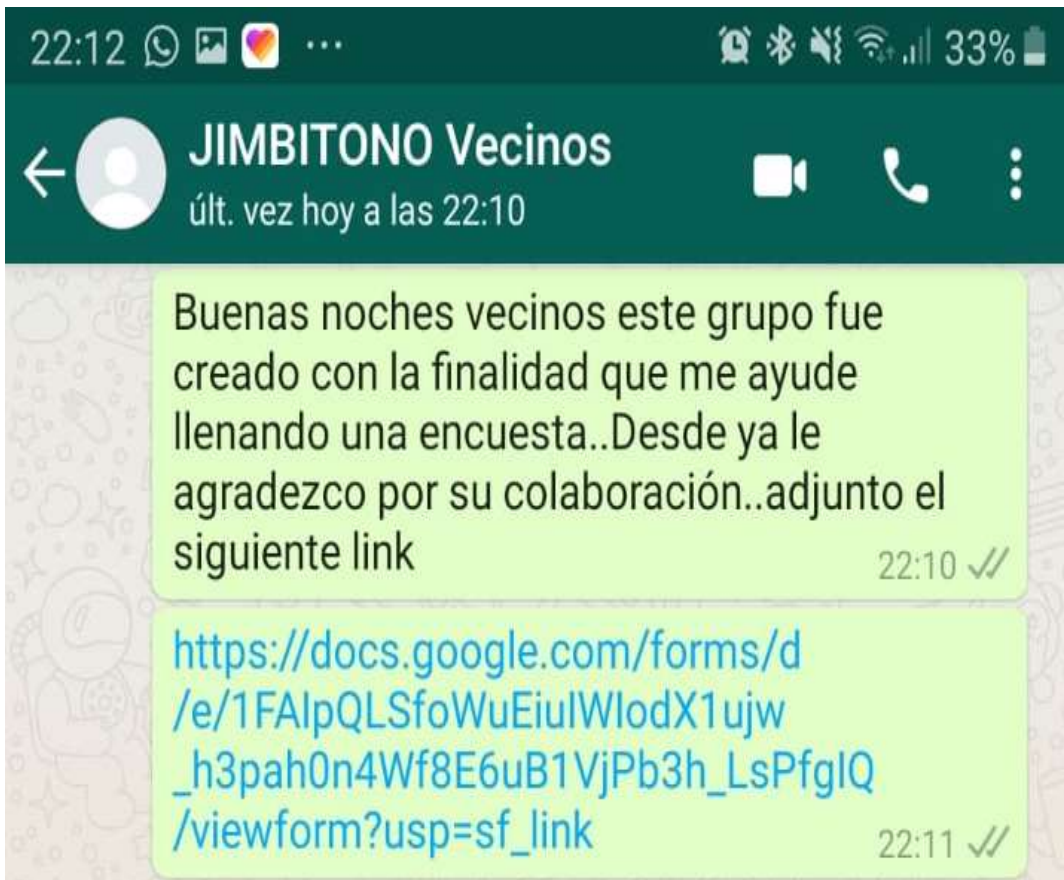 22:12 33%
JIMBITONO Vecinos
últ. vez hoy a las 22:10
Buenas noches vecinos este grupo fue
creado con la finalidad que me ayude
llenando una encuesta..Desde ya le
agradezco por su colaboración..adjunto el
siguiente link
22:10
https://docs.google.com/forms/d
/e/1FAIpQLSfoWuEiuIWIodX1ujw
_h3pah0n4Wf8E6uB1VjPb3h_LsPfgIQ
/viewform?usp=sf_link
22:11